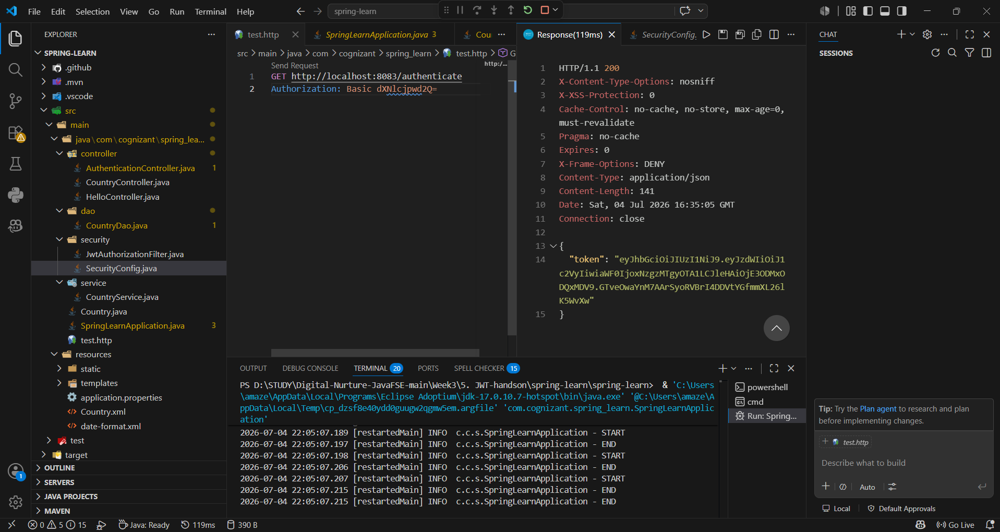 File Edit Selection View Go Run Terminal Help
spring-learn
EXPLORER
SPRING-LEARN
.github
.mvn
.vscode
src
main
java\com\cognizant\spring_lea...
controller
AuthenticationController.java 1
CountryController.java
HelloController.java
dao
CountryDao.java 1
security
JwtAuthorizationFilter.java
SecurityConfig.java
service
CountryService.java
Country.java
SpringLearnApplication.java 3
test.http
resources
static
templates
application.properties
Country.xml
date-format.xml
test
target
OUTLINE
SERVERS
JAVA PROJECTS
MAVEN
test.http
SpringLearnApplication.java 3
Cou
src > main > java > com > cognizant > spring_learn > test.http > G
Send Request
http:/...
1 GET http://localhost:8083/authenticate
2 Authorization: Basic dXNlcjpwd2Q=
Response(119ms)
SecurityConfig.
1 HTTP/1.1 200
2 X-Content-Type-Options: nosniff
3 X-XSS-Protection: 0
4 Cache-Control: no-cache, no-store, max-age=0,
must-revalidate
5 Pragma: no-cache
6 Expires: 0
7 X-Frame-Options: DENY
8 Content-Type: application/json
9 Content-Length: 141
10 Date: Sat, 04 Jul 2026 16:35:05 GMT
11 Connection: close
12
13 {
14 "token": "eyJhbGciOiJIUzI1NiJ9.eyJzdWIiOiJ1
c2VyIiwiaWF0IjoxNzgzMTgyOTA1LCJleHAiOjE3ODMxO
DQxMDV9.GTveOwaYnM7AArSyoRVBrI4DDVtYGfmmXL26l
K5WvXw"
15 }
OUTPUT DEBUG CONSOLE TERMINAL 20 PORTS SPELL CHECKER 15
PS D:\STUDY\Digital-Nurture-JavaFSE-main\Week3\5. JWT-handson\spring-learn\spring-learn> & 'C:\Users
\amaze\AppData\Local\Programs\Eclipse Adoptium\jdk-17.0.10.7-hotspot\bin\java.exe' '@C:\Users\amaze\A
ppData\Local\Temp\cp_dzsf8e40ydd0guugw2qgmw5em.argfile' 'com.cognizant.spring_learn.SpringLearnApplic
ation'
2026-07-04 22:05:07.189 [restartedMain] INFO c.c.s.SpringLearnApplication - START
2026-07-04 22:05:07.197 [restartedMain] INFO c.c.s.SpringLearnApplication - END
2026-07-04 22:05:07.198 [restartedMain] INFO c.c.s.SpringLearnApplication - START
2026-07-04 22:05:07.206 [restartedMain] INFO c.c.s.SpringLearnApplication - END
2026-07-04 22:05:07.207 [restartedMain] INFO c.c.s.SpringLearnApplication - START
2026-07-04 22:05:07.215 [restartedMain] INFO c.c.s.SpringLearnApplication - END
2026-07-04 22:05:07.215 [restartedMain] INFO c.c.s.SpringLearnApplication - END
powershell
cmd
Run: Spring...
CHAT
SESSIONS
Tip: Try the Plan agent to research and plan
before implementing changes.
test.http
Describe what to build
Auto
Local Default Approvals
1
0 5 15 Java: Ready 119ms 390 B Go Live